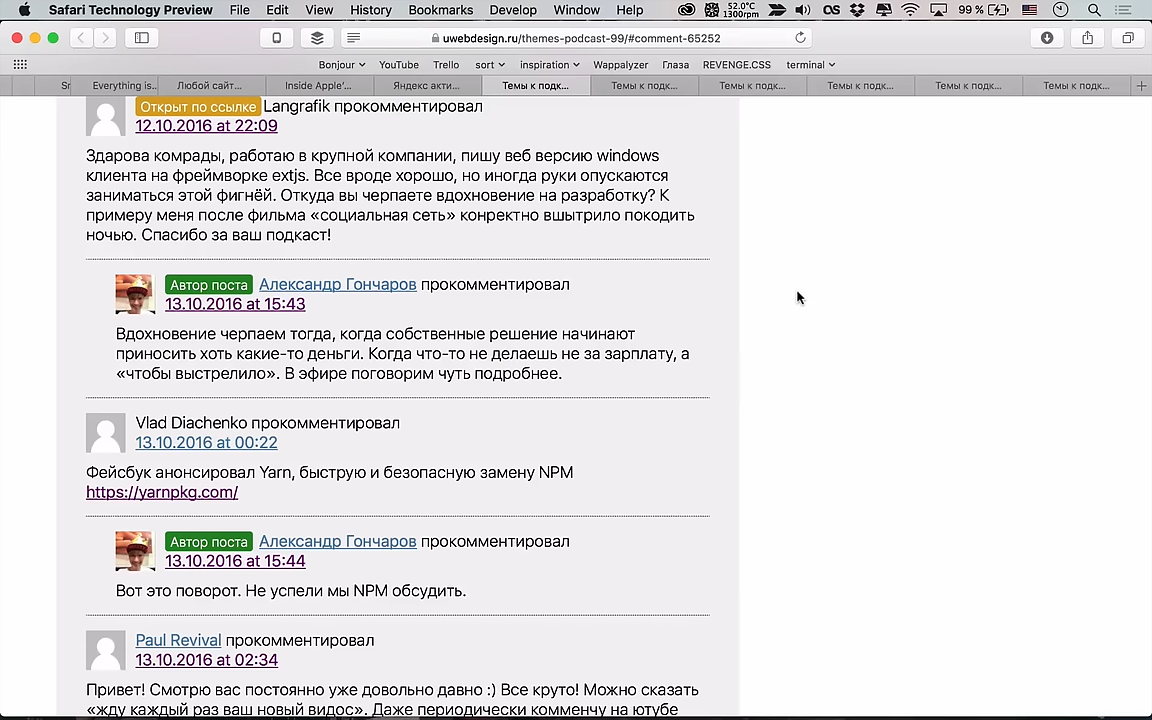 Safari Technology Preview File Edit View History Bookmarks Develop Window Help 52.0°C 1300rpm 99 %
uwebdesign.ru/themes-podcast-99/#comment-65252
Bonjour YouTube Trello sort inspiration Wappalyzer Глаза REVENGE.CSS terminal
Everything is.. Любой сайт... Inside Apple'... Яндекс акти... Темы к подк... Темы к подк... Темы к подк... Темы к подк... Темы к подк... Темы к подк...
Открыт по ссылке Langrafik прокомментировал
12.10.2016 at 22:09
Здарова комрады, работаю в крупной компании, пишу веб версию windows
клиента на фреймворке extjs. Все вроде хорошо, но иногда руки опускаются
заниматься этой фигнёй. Откуда вы черпаете вдохновение на разработку? К
примеру меня после фильма «социальная сеть» конректно вшытрило покодить
ночью. Спасибо за ваш подкаст!
Автор поста Александр Гончаров прокомментировал
13.10.2016 at 15:43
Вдохновение черпаем тогда, когда собственные решение начинают
приносить хоть какие-то деньги. Когда что-то не делаешь не за зарплату, а
«чтобы выстрелило». В эфире поговорим чуть подробнее.
Vlad Diachenko прокомментировал
13.10.2016 at 00:22
Фейсбук анонсировал Yarn, быструю и безопасную замену NPM
https://yarnpkg.com/
Автор поста Александр Гончаров прокомментировал
13.10.2016 at 15:44
Вот это поворот. Не успели мы NPM обсудить.
Paul Revival прокомментировал
13.10.2016 at 02:34
Привет! Смотрю вас постоянно уже довольно давно :) Все круто! Можно сказать
«жду каждый раз ваш новый видос». Даже периодически комменчу на ютубе